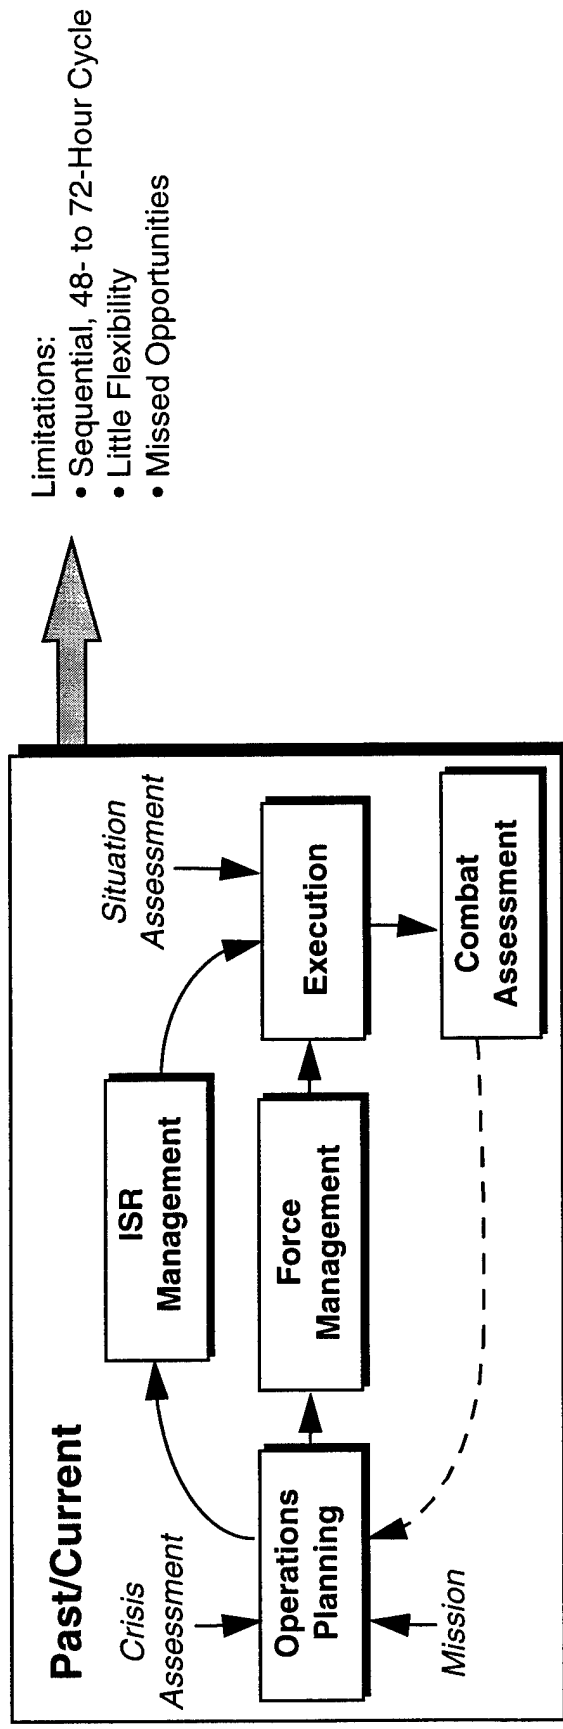 Past/Current
Crisis
Assessment
Operations
Planning
Mission
ISR
Management
Force
Management
Situation
Assessment
Execution
Combat
Assessment
Limitations:
• Sequential, 48- to 72-Hour Cycle
• Little Flexibility
• Missed Opportunities